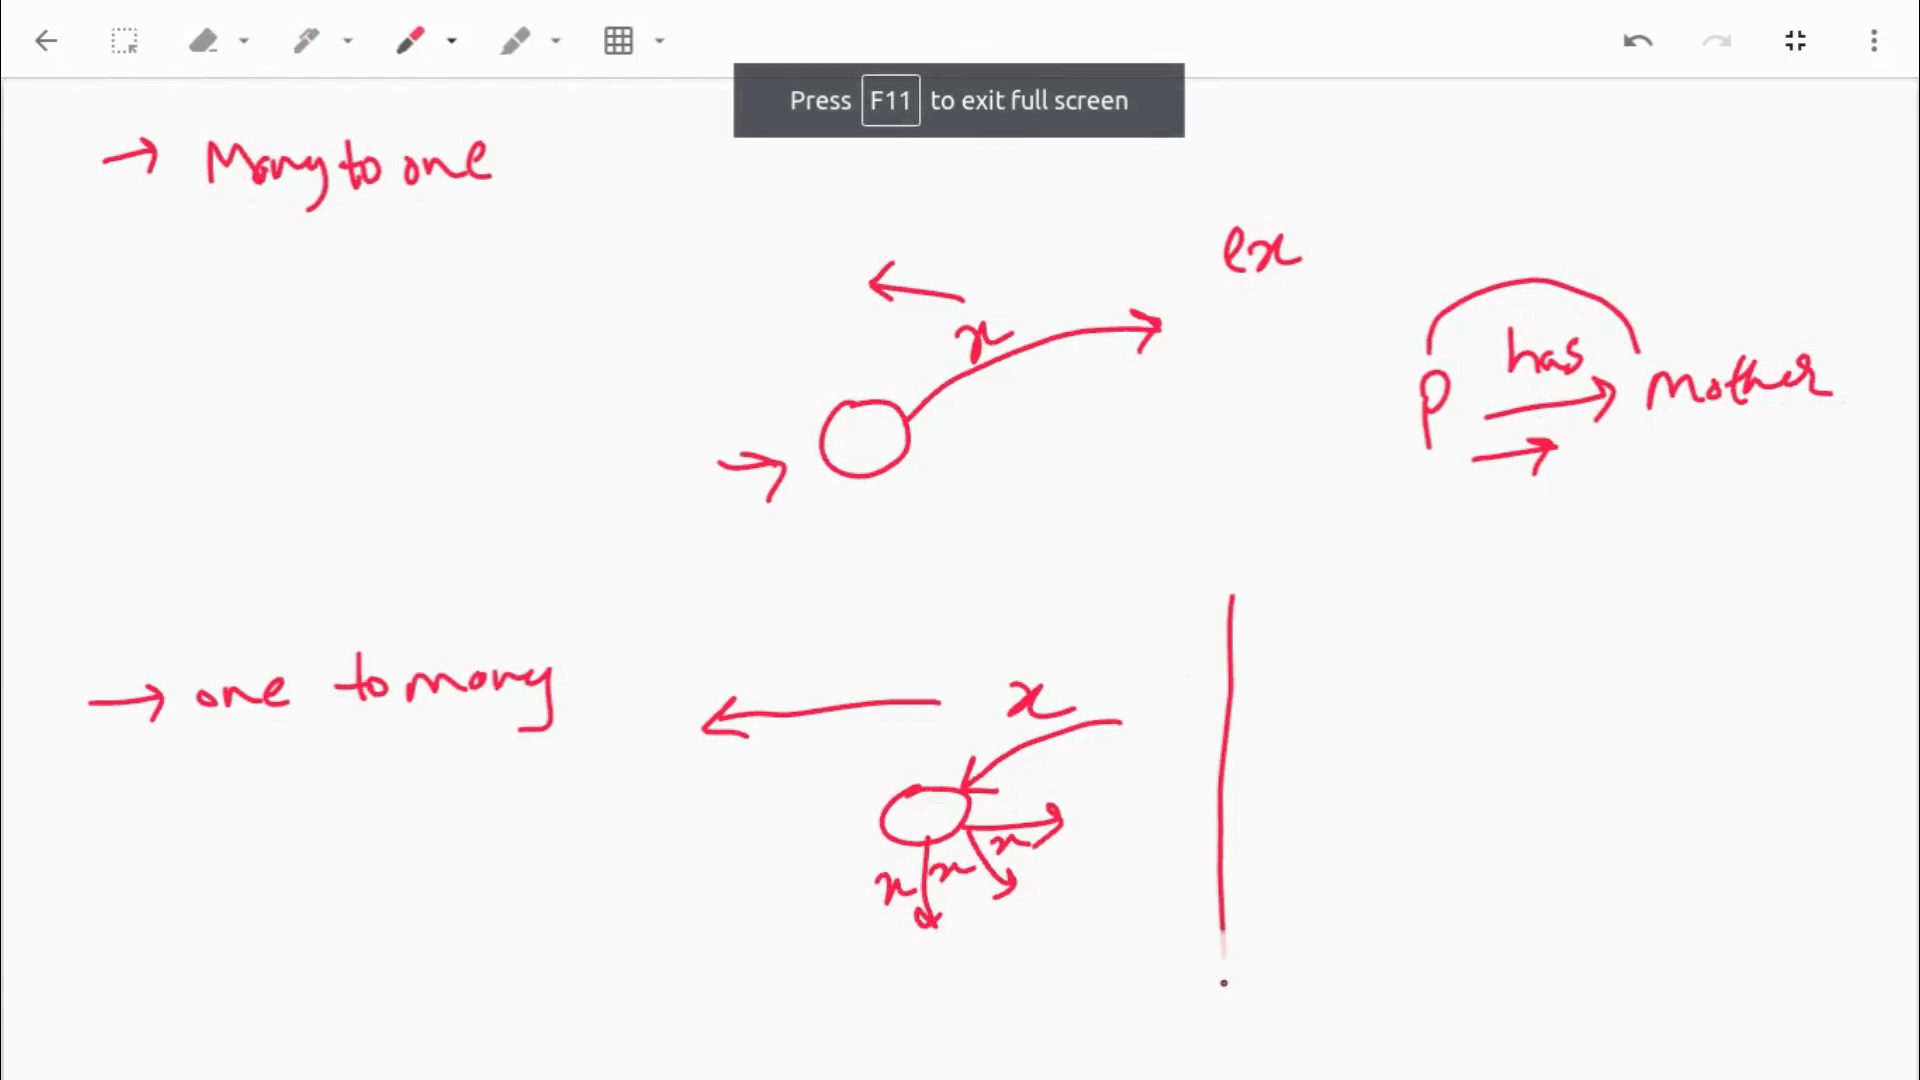 Press F11 to exit full screen
→ Many to one
ex
x
P has Mother
→ one to many
x
x
x
x